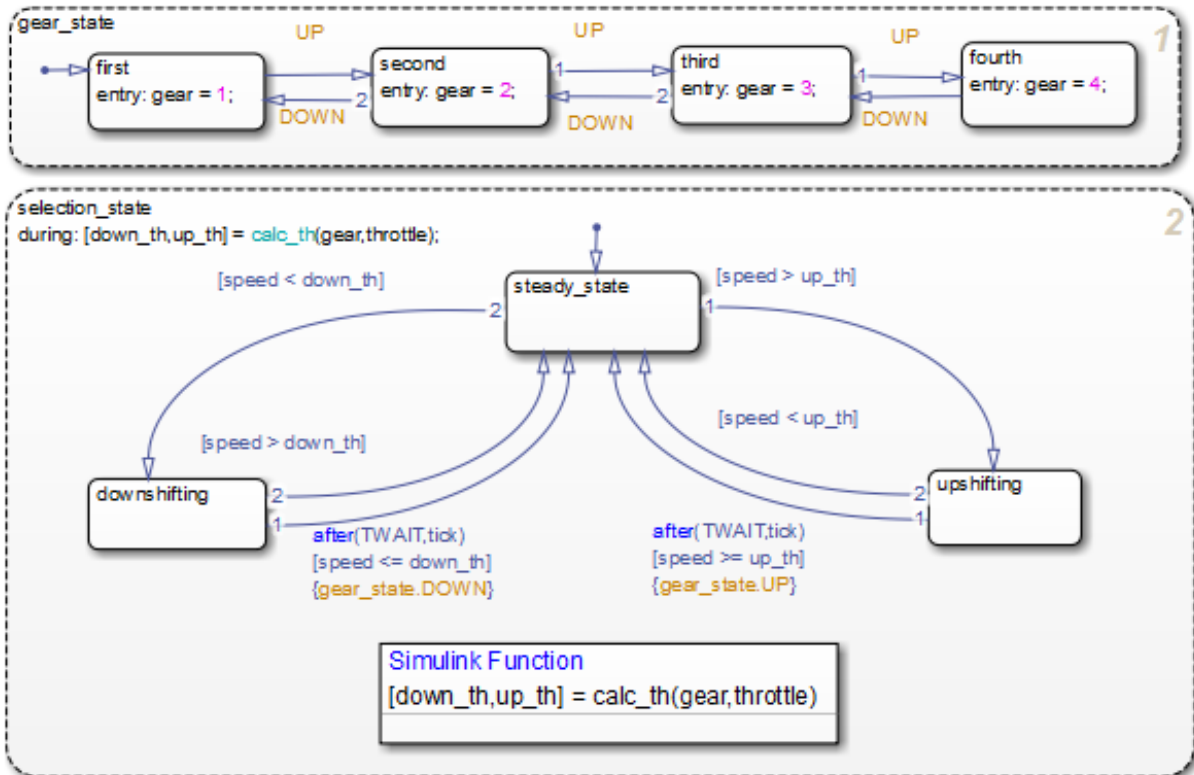 gear_state
1
UP
UP
UP
first
entry: gear = 1;
second
entry: gear = 2;
third
entry: gear = 3;
fourth
entry: gear = 4;
1
2
1
2
DOWN
DOWN
DOWN
selection_state
2
during: [down_th,up_th] = calc_th(gear,throttle);
[speed < down_th]
steady_state
[speed > up_th]
2
1
[speed > down_th]
[speed < up_th]
downshifting
2
1
upshifting
2
1
after(TWAIT,tick)
[speed <= down_th]
{gear_state.DOWN}
after(TWAIT,tick)
[speed >= up_th]
{gear_state.UP}
Simulink Function
[down_th,up_th] = calc_th(gear,throttle)